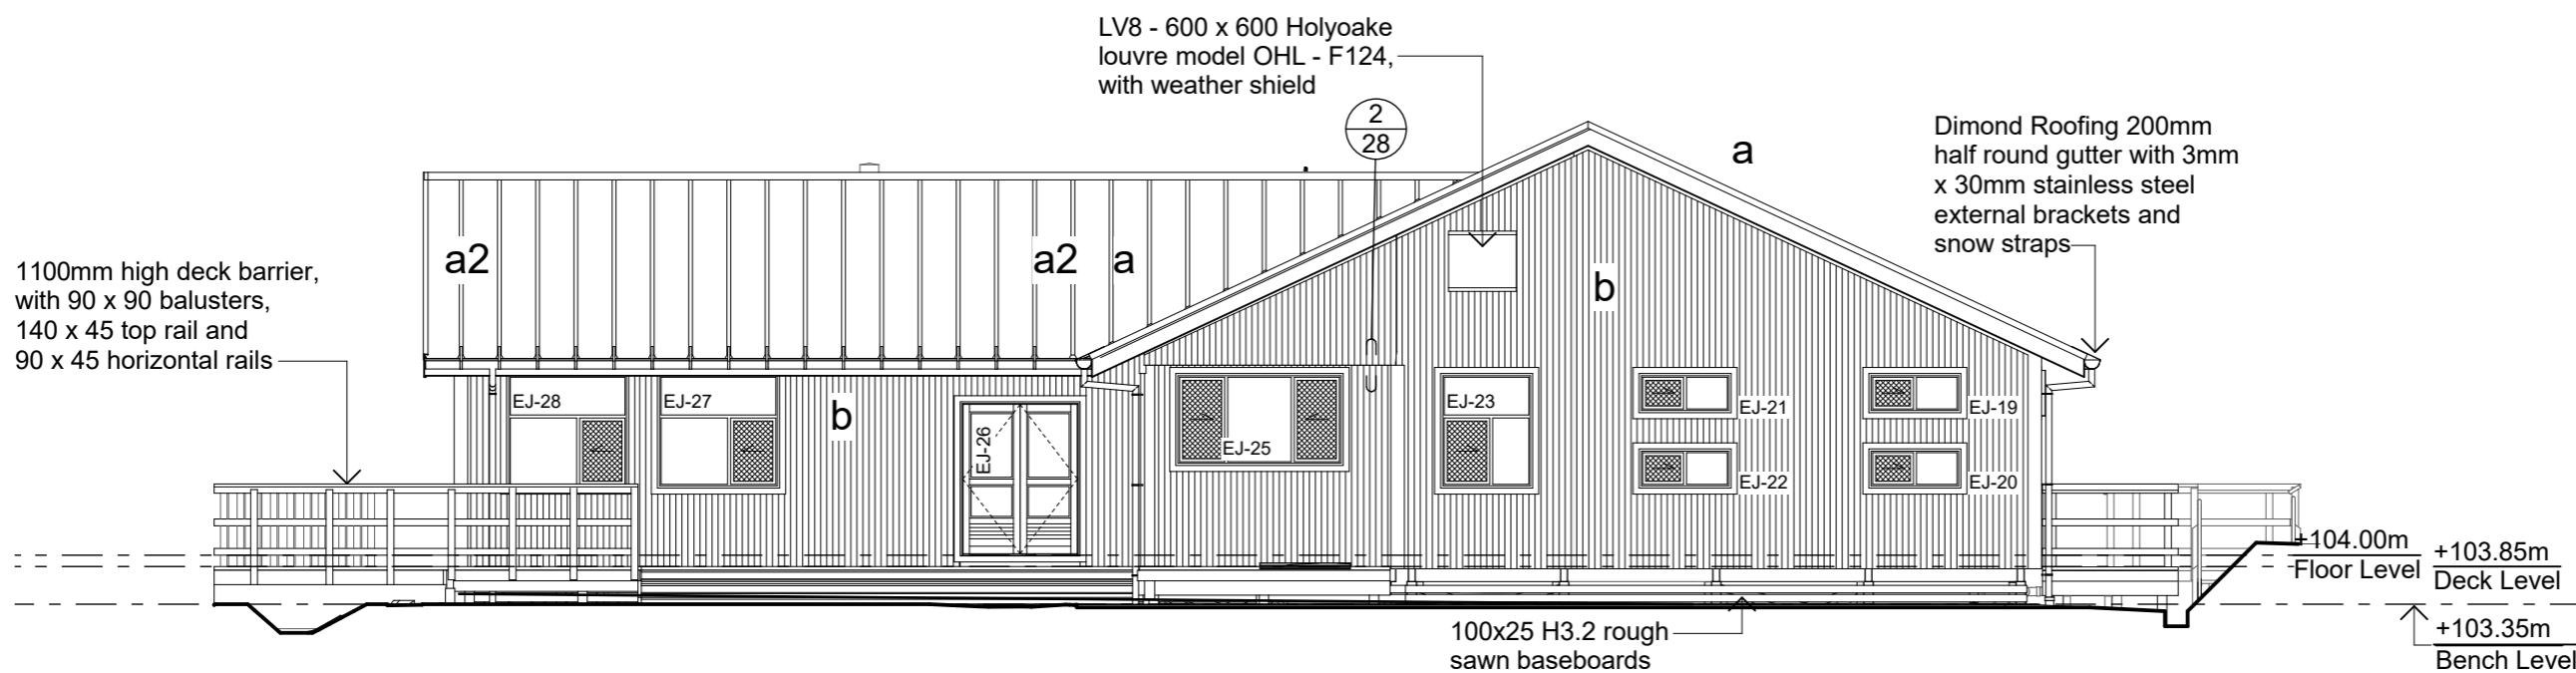 LV8 - 600 x 600 Holyoake
louvre model OHL - F124,
with weather shield
2
28
a
Dimond Roofing 200mm
half round gutter with 3mm
x 30mm stainless steel
external brackets and
snow straps
1100mm high deck barrier,
with 90 x 90 balusters,
140 x 45 top rail and
90 x 45 horizontal rails
a2
a2
a
b
EJ-28
EJ-27
b
EJ-26
EJ-25
EJ-23
EJ-21
EJ-19
EJ-22
EJ-20
+104.00m
Floor Level
+103.85m
Deck Level
100x25 H3.2 rough
sawn baseboards
+103.35m
Bench Level